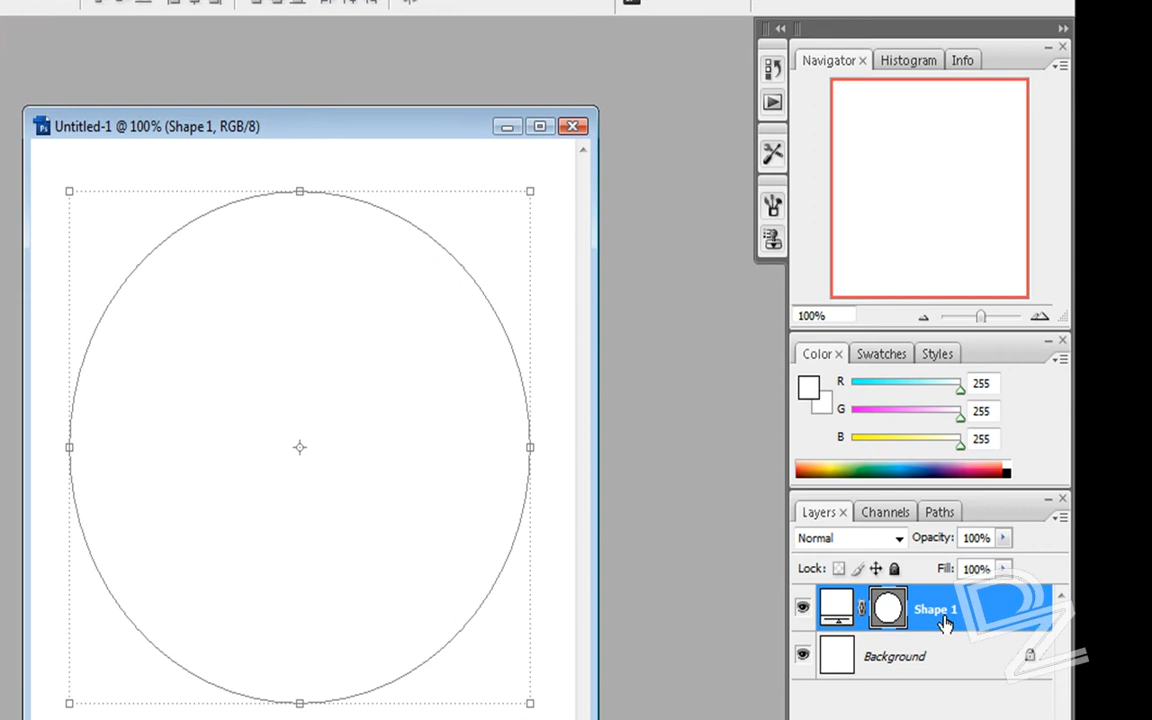 Untitled-1 @ 100% (Shape 1, RGB/8)
Navigator Histogram Info
100%
Color Swatches Styles
R 255
G 255
B 255
Layers Channels Paths
Normal Opacity: 100%
Lock: Fill: 100%
Shape 1
Background
DZ